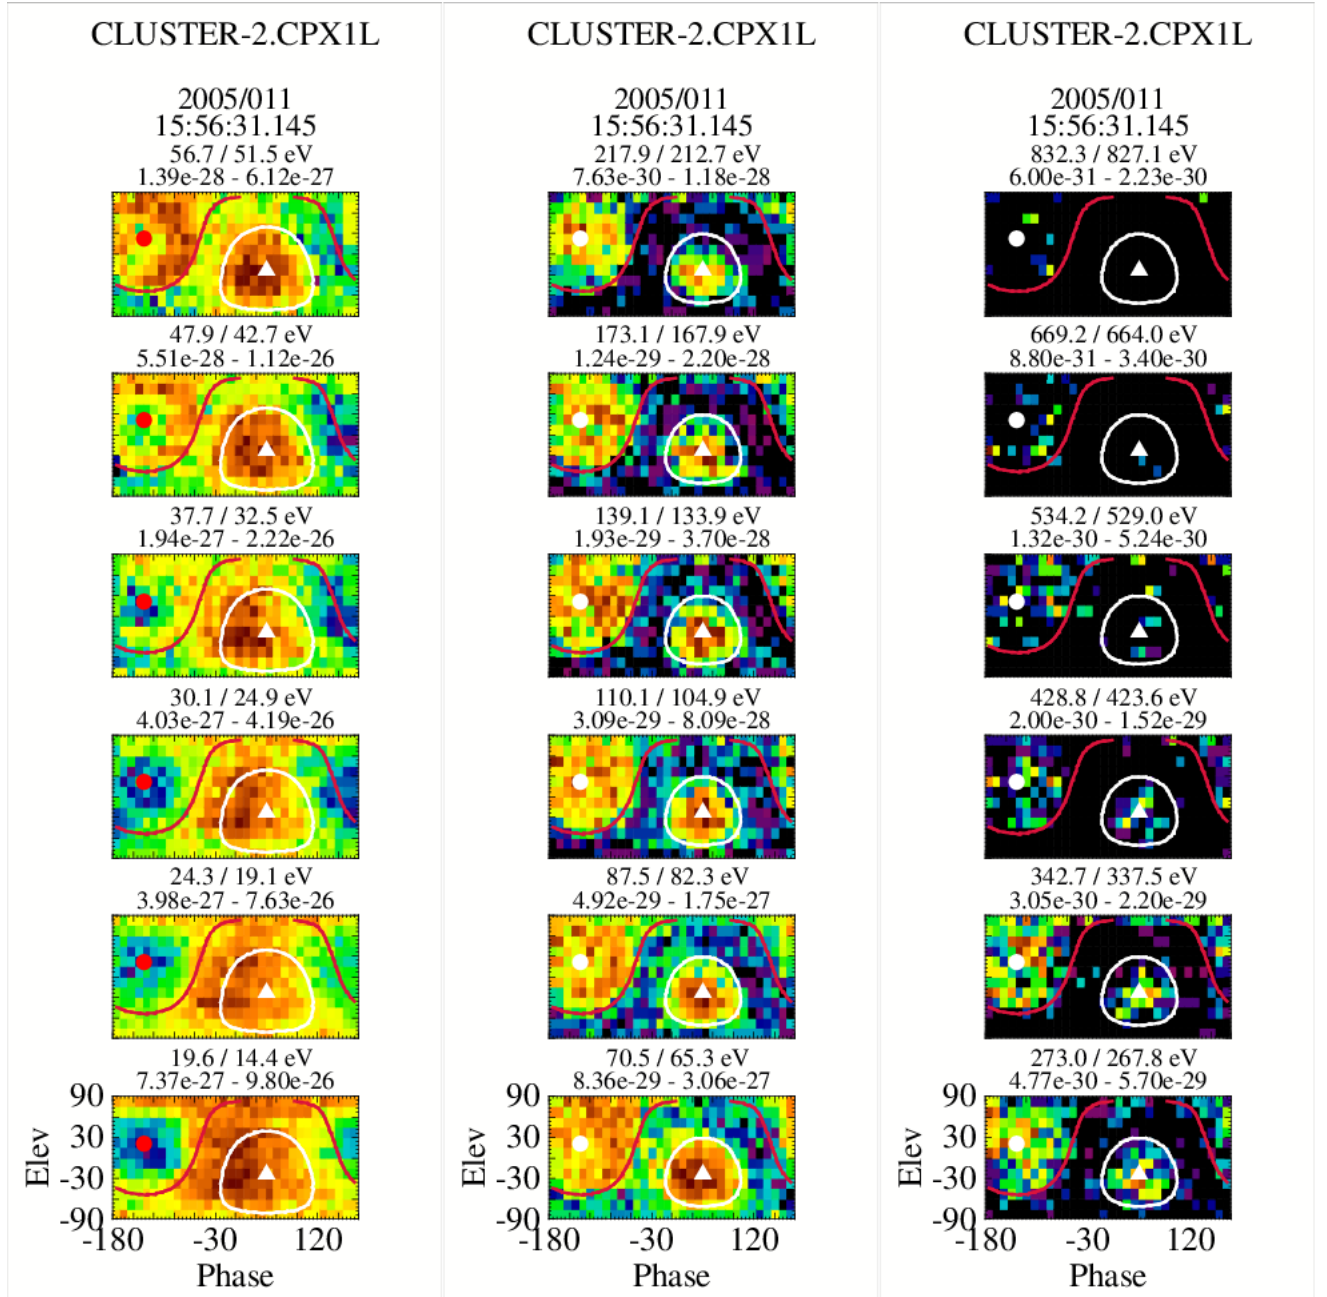 CLUSTER-2.CPX1L
2005/011
15:56:31.145
56.7 / 51.5 eV
1.39e-28 - 6.12e-27
47.9 / 42.7 eV
5.51e-28 - 1.12e-26
37.7 / 32.5 eV
1.94e-27 - 2.22e-26
30.1 / 24.9 eV
4.03e-27 - 4.19e-26
24.3 / 19.1 eV
3.98e-27 - 7.63e-26
19.6 / 14.4 eV
7.37e-27 - 9.80e-26
90
30
-30
-90
Elev
-180 -30 120
Phase
CLUSTER-2.CPX1L
2005/011
15:56:31.145
217.9 / 212.7 eV
7.63e-30 - 1.18e-28
173.1 / 167.9 eV
1.24e-29 - 2.20e-28
139.1 / 133.9 eV
1.93e-29 - 3.70e-28
110.1 / 104.9 eV
3.09e-29 - 8.09e-28
87.5 / 82.3 eV
4.92e-29 - 1.75e-27
70.5 / 65.3 eV
8.36e-29 - 3.06e-27
90
30
-30
-90
Elev
-180 -30 120
Phase
CLUSTER-2.CPX1L
2005/011
15:56:31.145
832.3 / 827.1 eV
6.00e-31 - 2.23e-30
669.2 / 664.0 eV
8.80e-31 - 3.40e-30
534.2 / 529.0 eV
1.32e-30 - 5.24e-30
428.8 / 423.6 eV
2.00e-30 - 1.52e-29
342.7 / 337.5 eV
3.05e-30 - 2.20e-29
273.0 / 267.8 eV
4.77e-30 - 5.70e-29
90
30
-30
-90
Elev
-180 -30 120
Phase